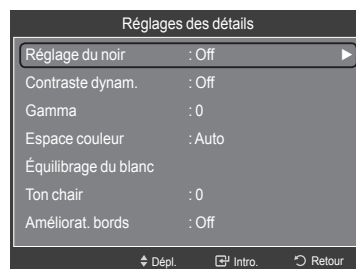 Réglages des détails
Réglage du noir : Off
Contraste dynam. : Off
Gamma : 0
Espace couleur : Auto
Équilibrage du blanc
Ton chair : 0
Améliorat. bords : Off
Dépl. Intro. Retour